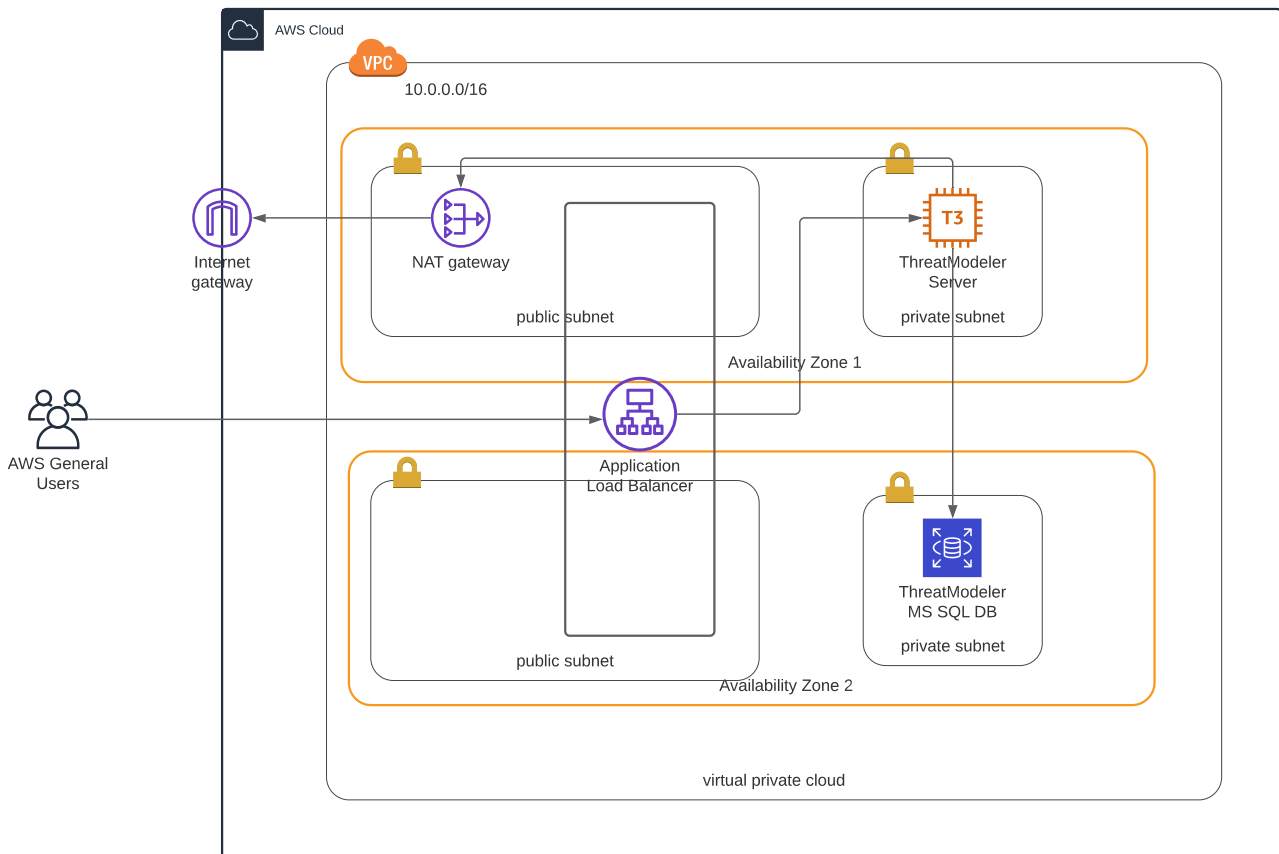 AWS Cloud
VPC
10.0.0.0/16
T3
Internet
gateway
NAT gateway
ThreatModeler
Server
public subnet
private subnet
Availability Zone 1
AWS General
Users
Application
Load Balancer
ThreatModeler
MS SQL DB
private subnet
public subnet
Availability Zone 2
virtual private cloud